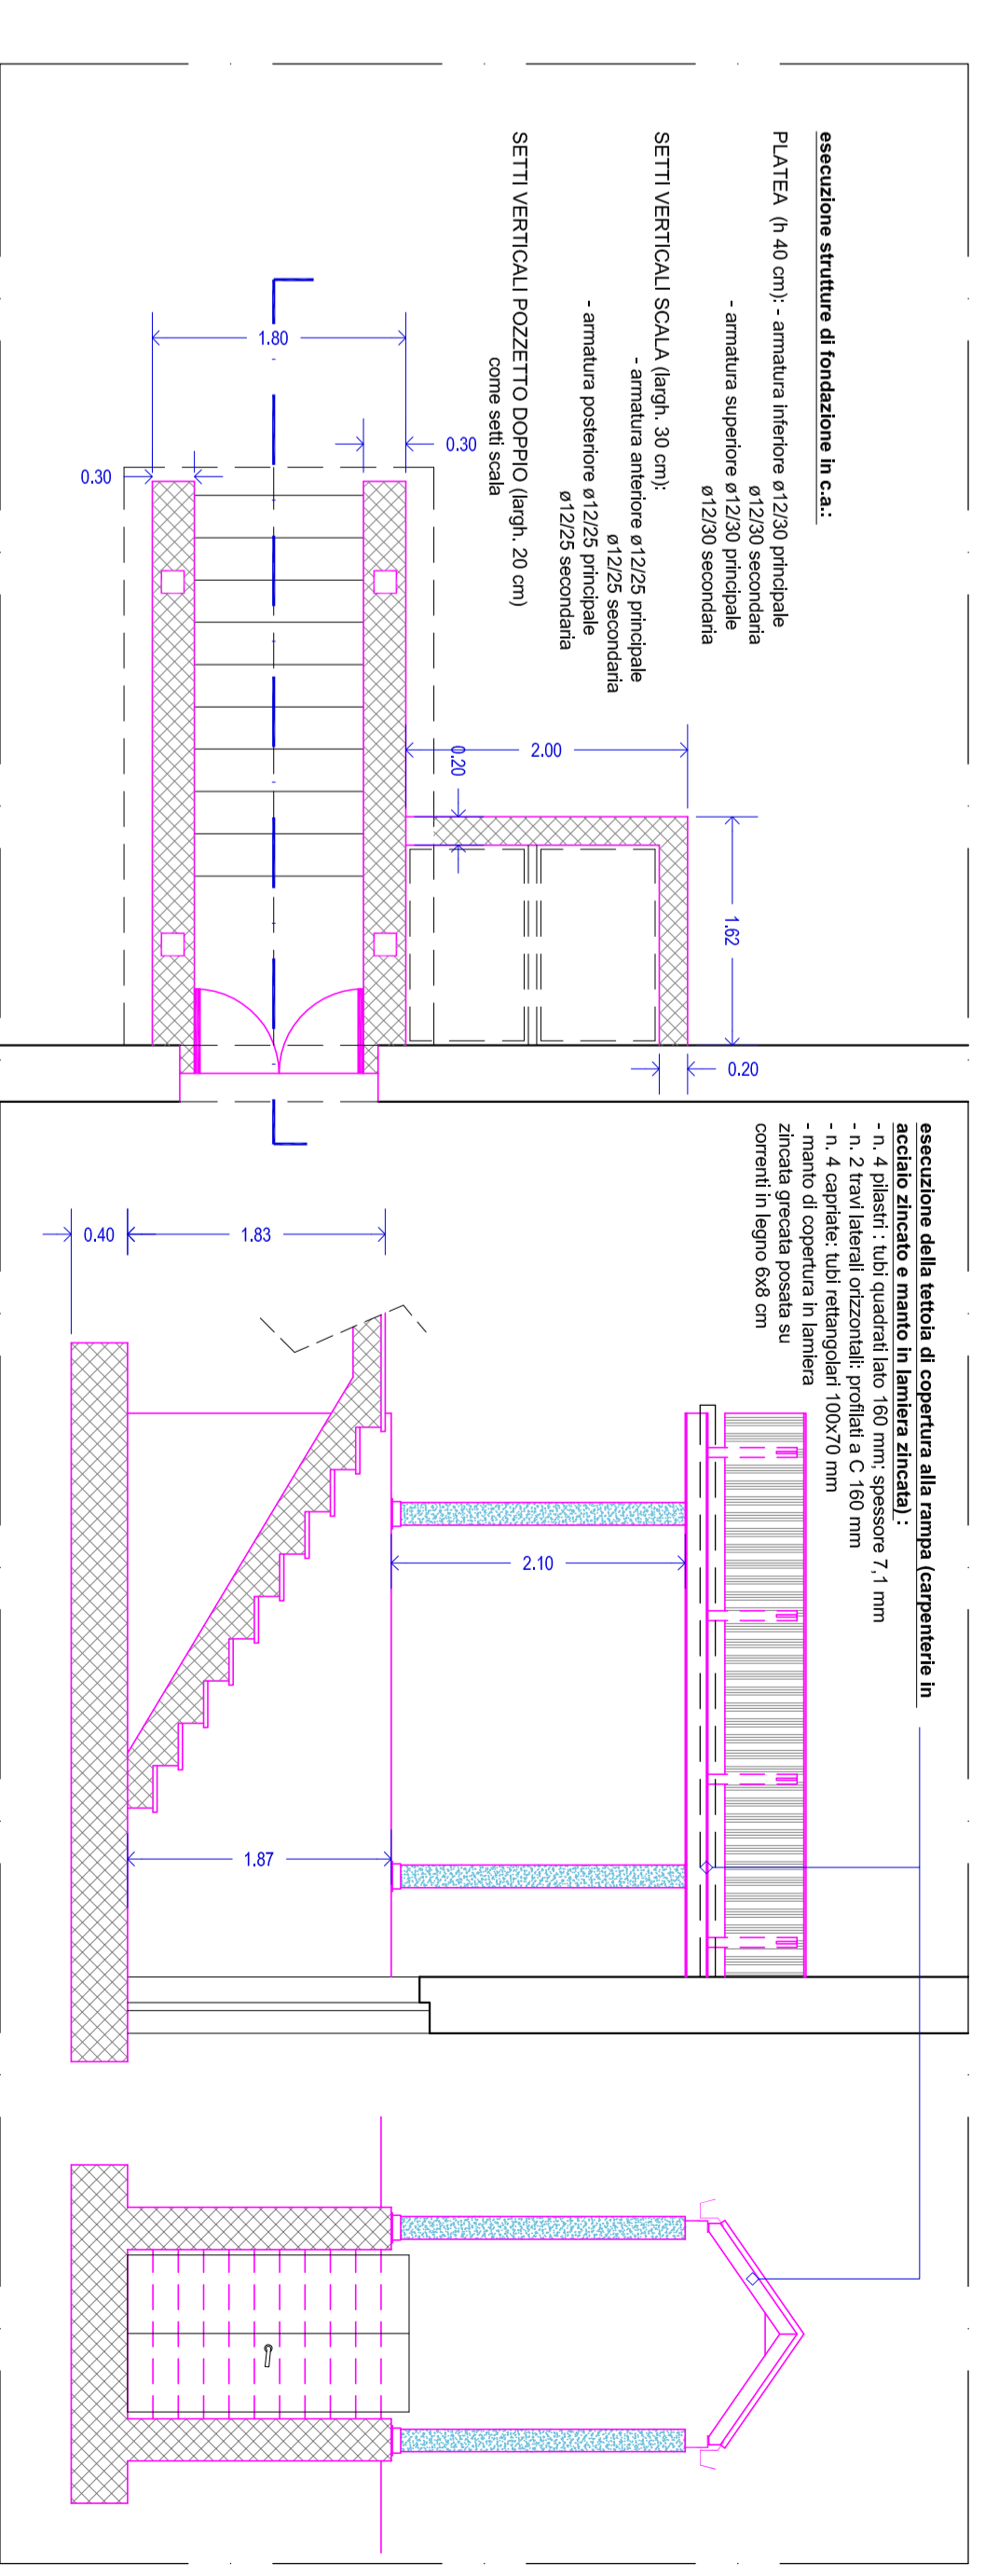 esecuzione strutture di fondazione in c.a.:
PLATEA (h 40 cm): - armatura inferiore ø12/30 principale
ø12/30 secondaria
- armatura superiore ø12/30 principale
ø12/30 secondaria
SETTI VERTICALI SCALA (largh. 30 cm):
- armatura anteriore ø12/25 principale
ø12/25 secondaria
- armatura posteriore ø12/25 principale
ø12/25 secondaria
SETTI VERTICALI POZZETTO DOPPIO (largh. 20 cm)
come setti scala
1.80
0.30
0.30
2.00
0.20
1.62
0.20
esecuzione della tettoia di copertura alla rampa (carpenterie in
acciaio zincato e manto in lamiera zincata) :
- n. 4 pilastri : tubi quadrati lato 160 mm; spessore 7,1 mm
- n. 2 travi laterali orizzontali: profilati a C 160 mm
- n. 4 capriate: tubi rettangolari 100x70 mm
- manto di copertura in lamiera
zincata grecata posata su
correnti in legno 6x8 cm
0.40
1.83
2.10
1.87